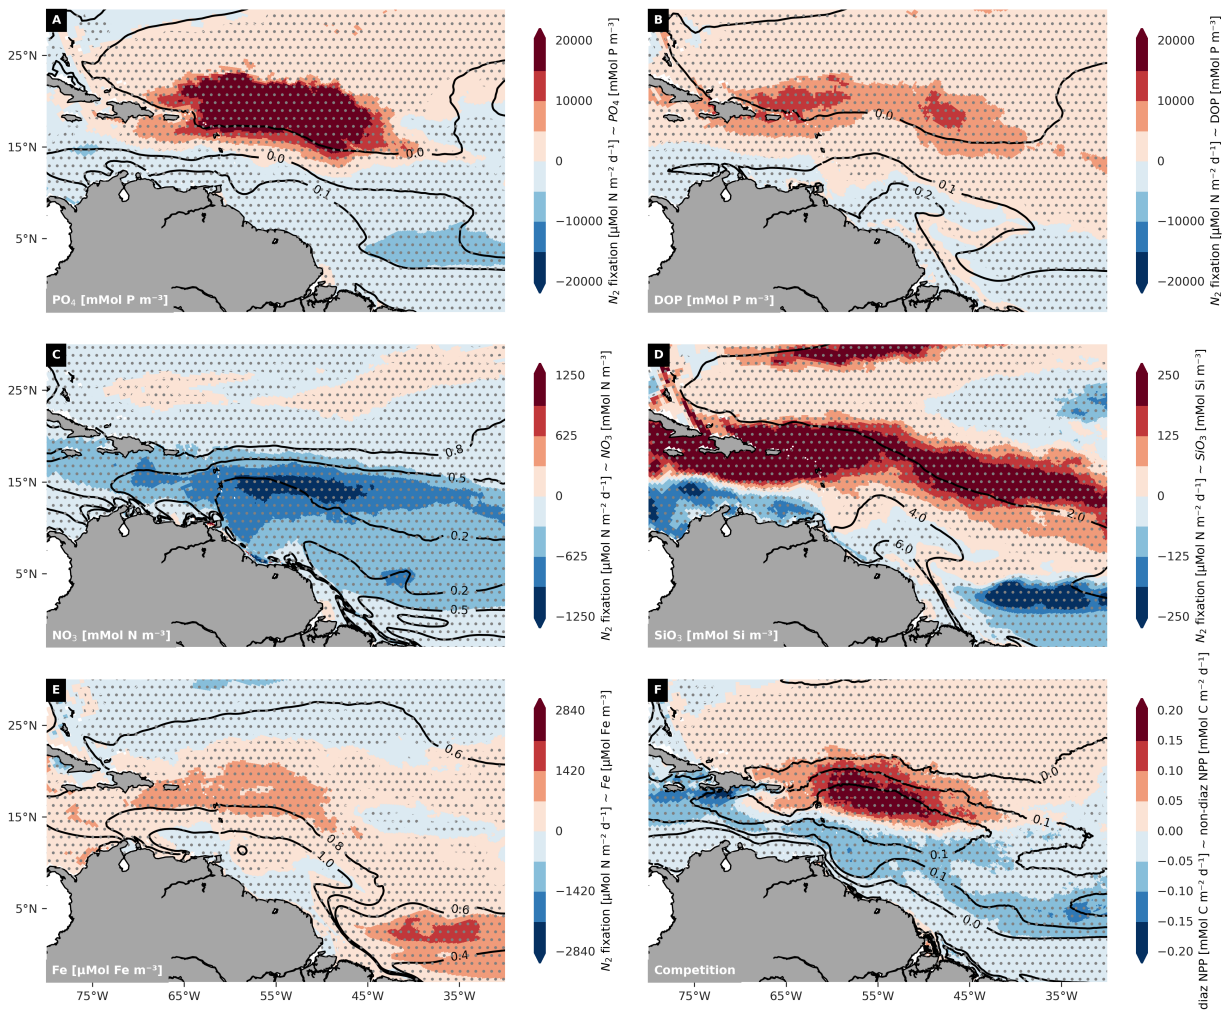 A
25°N
15°N
5°N
0.0
0.0
0.1
PO₄ [mMol P m⁻³]
20000
10000
0
−10000
−20000
N₂ fixation [µMol N m⁻² d⁻¹] ~ PO₄ [mMol P m⁻³]
B
0.0
0.1
0.2
DOP [mMol P m⁻³]
20000
10000
0
−10000
−20000
N₂ fixation [µMol N m⁻² d⁻¹] ~ DOP [mMol P m⁻³]
C
25°N
15°N
5°N
0.8
0.5
0.2
0.2
0.5
NO₃ [mMol N m⁻³]
1250
625
0
−625
−1250
N₂ fixation [µMol N m⁻² d⁻¹] ~ NO₃ [mMol N m⁻³]
D
4.0
2.0
6.0
SiO₃ [mMol Si m⁻³]
250
125
0
−125
−250
N₂ fixation [µMol N m⁻² d⁻¹] ~ SiO₃ [mMol Si m⁻³]
E
25°N
15°N
5°N
0.6
0.8
1.0
0.6
0.4
Fe [µMol Fe m⁻³]
75°W
65°W
55°W
45°W
35°W
2840
1420
0
−1420
−2840
N₂ fixation [µMol N m⁻² d⁻¹] ~ Fe [µMol Fe m⁻³]
F
0.0
0.1
0.1
0.1
0.0
Competition
75°W
65°W
55°W
45°W
35°W
0.20
0.15
0.10
0.05
0.00
−0.05
−0.10
−0.15
−0.20
diaz NPP [mMol C m⁻² d⁻¹] ~ non-diaz NPP [mMol C m⁻² d⁻¹]